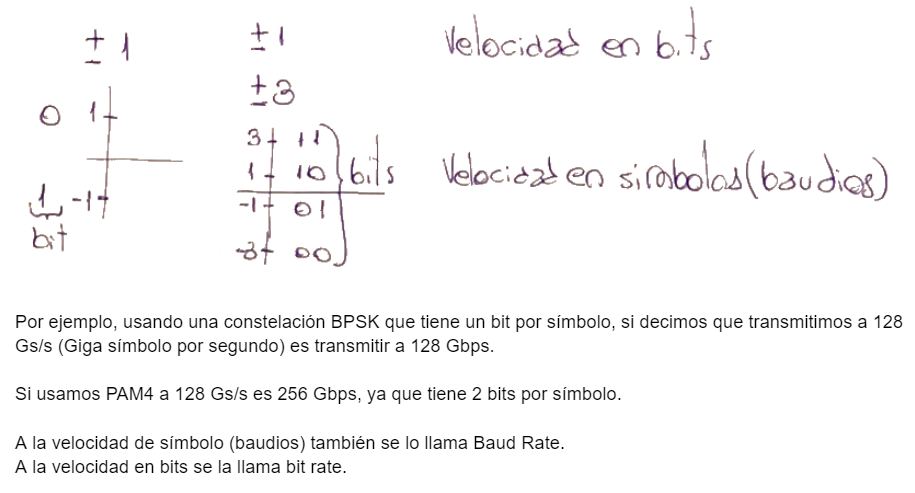 ± 1 ± 1 Velocidad en bits
± 3
0 1 3 11
1 10 bits Velocidad en simbolos (baudios)
1 -1 -1 01
bit -3 00
Por ejemplo, usando una constelación BPSK que tiene un bit por símbolo, si decimos que transmitimos a 128
Gs/s (Giga símbolo por segundo) es transmitir a 128 Gbps.
Si usamos PAM4 a 128 Gs/s es 256 Gbps, ya que tiene 2 bits por símbolo.
A la velocidad de símbolo (baudios) también se lo llama Baud Rate.
A la velocidad en bits se la llama bit rate.